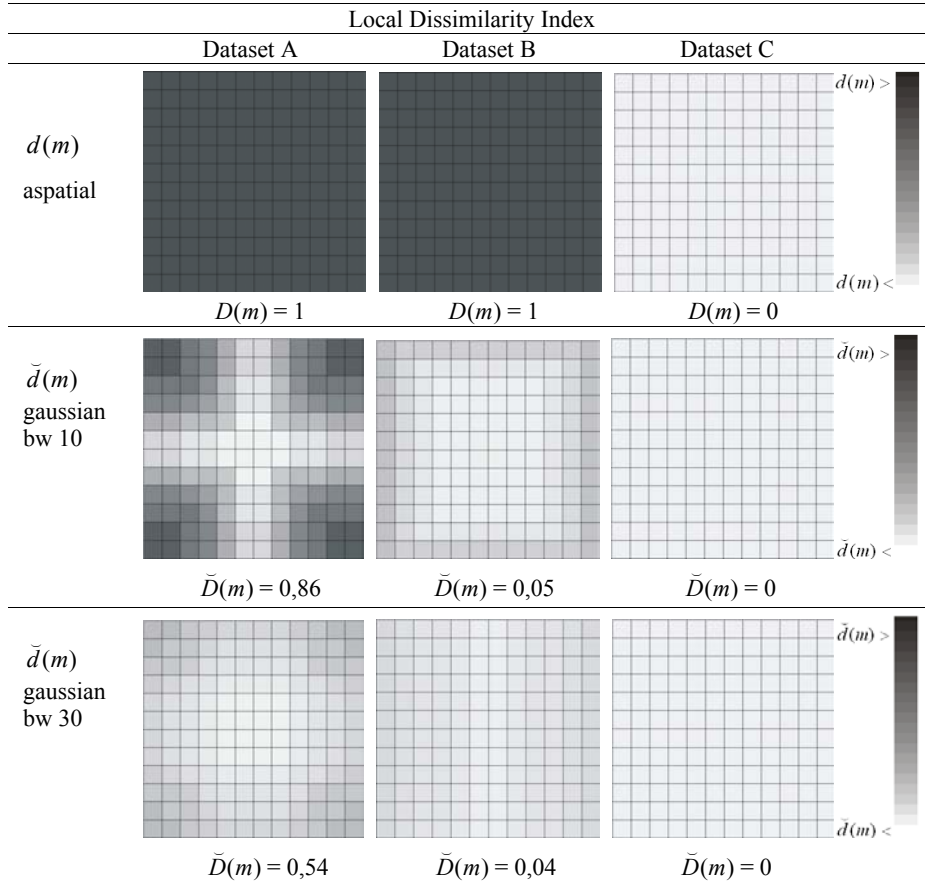 Local Dissimilarity Index
Dataset A Dataset B Dataset C
d(m)
aspatial
d(m) >
d(m) <
D(m) = 1 D(m) = 1 D(m) = 0
d̆(m)
gaussian
bw 10
d̆(m) >
d̆(m) <
D̆(m) = 0,86 D̆(m) = 0,05 D̆(m) = 0
d̆(m)
gaussian
bw 30
d̆(m) >
d̆(m) <
D̆(m) = 0,54 D̆(m) = 0,04 D̆(m) = 0